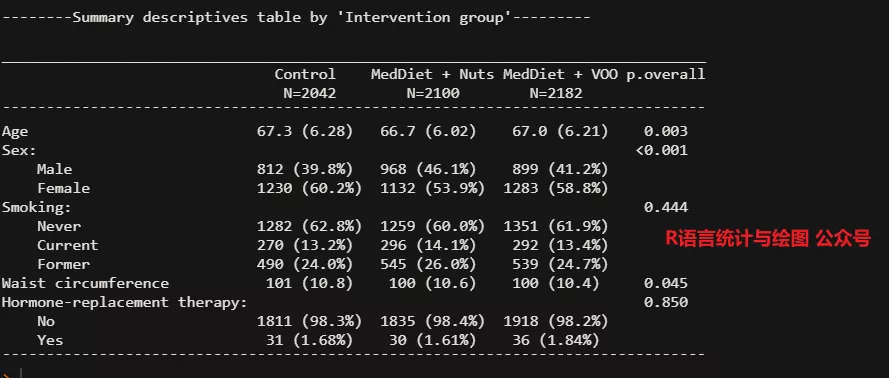 --------Summary descriptives table by 'Intervention group'---------
Control MedDiet + Nuts MedDiet + VOO p.overall
N=2042 N=2100 N=2182
Age 67.3 (6.28) 66.7 (6.02) 67.0 (6.21) 0.003
Sex: <0.001
Male 812 (39.8%) 968 (46.1%) 899 (41.2%)
Female 1230 (60.2%) 1132 (53.9%) 1283 (58.8%)
Smoking: 0.444
Never 1282 (62.8%) 1259 (60.0%) 1351 (61.9%)
Current 270 (13.2%) 296 (14.1%) 292 (13.4%)
R语言统计与绘图 公众号
Former 490 (24.0%) 545 (26.0%) 539 (24.7%)
Waist circumference 101 (10.8) 100 (10.6) 100 (10.4) 0.045
Hormone-replacement therapy: 0.850
No 1811 (98.3%) 1835 (98.4%) 1918 (98.2%)
Yes 31 (1.68%) 30 (1.61%) 36 (1.84%)
>